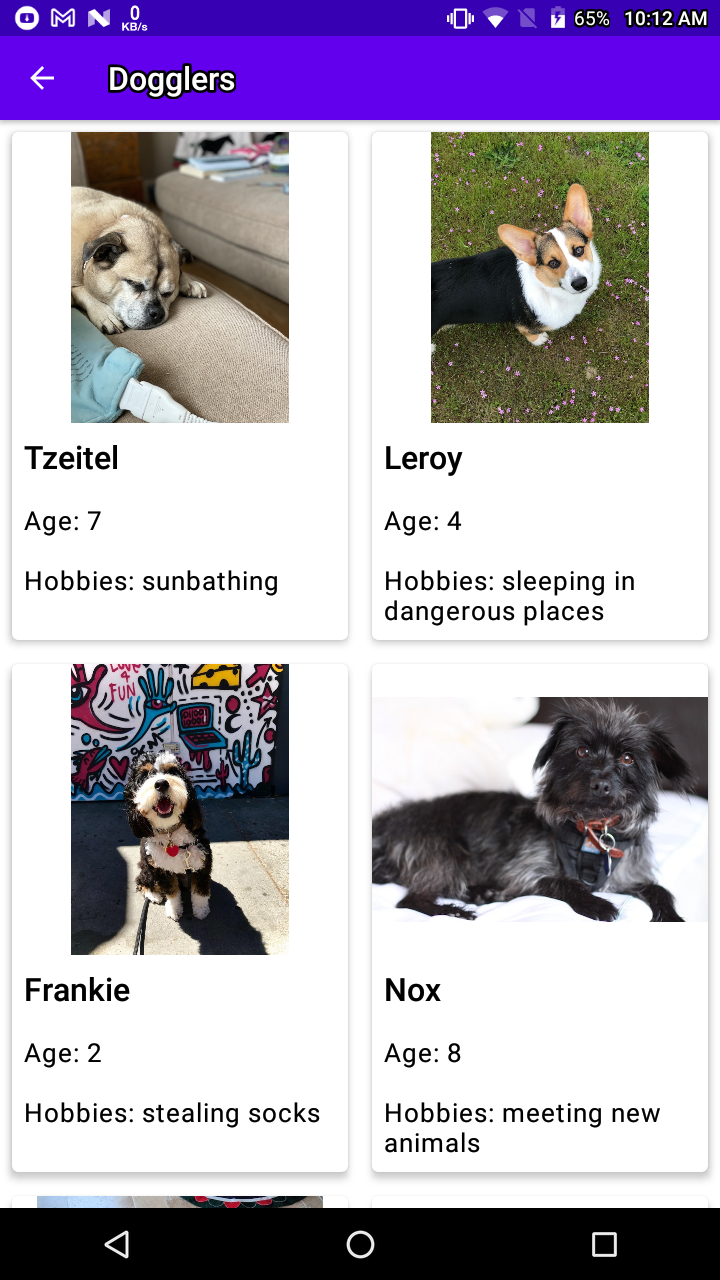 0
KB/s
65%
10:12 AM
Dogglers
Tzeitel
Age: 7
Hobbies: sunbathing
Leroy
Age: 4
Hobbies: sleeping in
dangerous places
FUN
Frankie
Age: 2
Hobbies: stealing socks
Nox
Age: 8
Hobbies: meeting new
animals